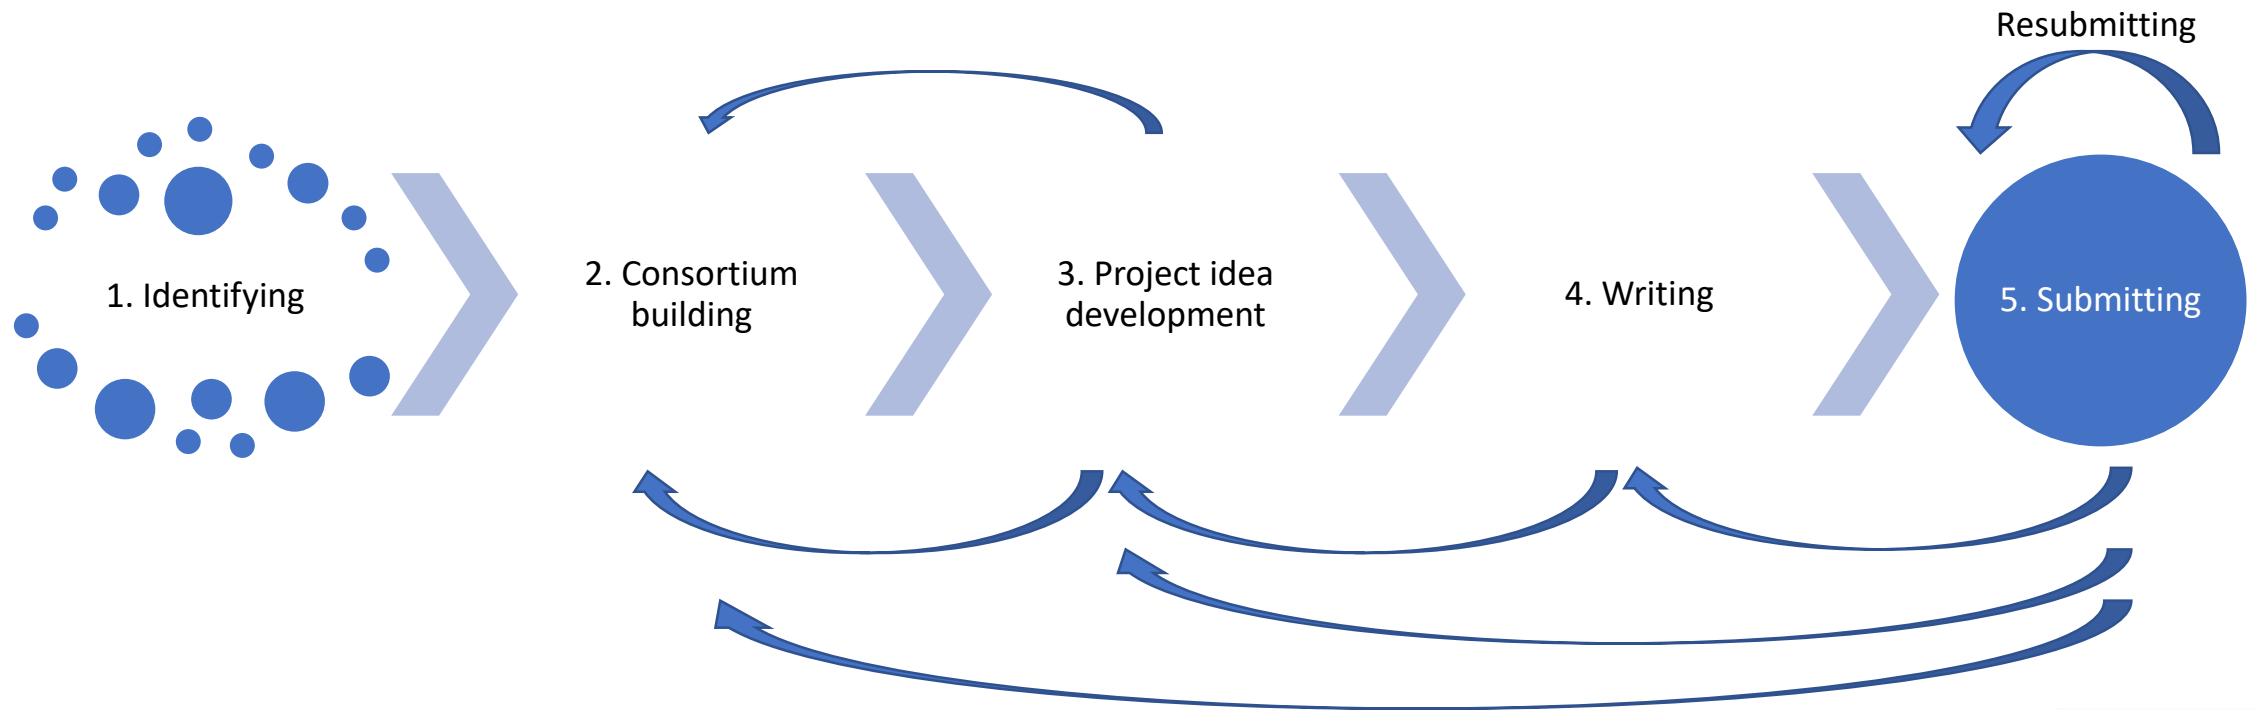 Resubmitting
1. Identifying
2. Consortium
building
3. Project idea
development
4. Writing
5. Submitting